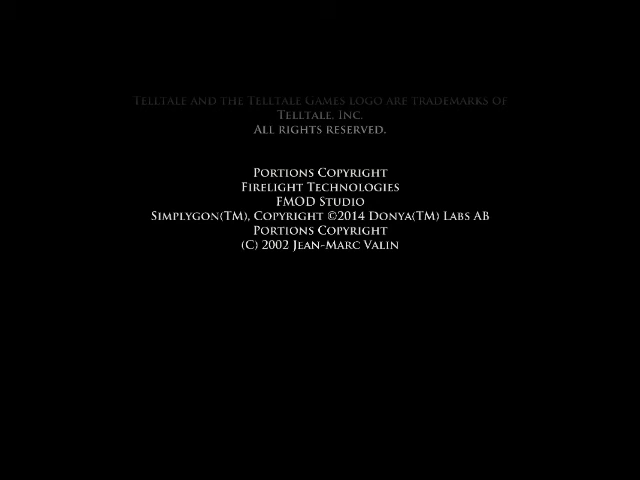 Telltale and the Telltale Games logo are trademarks of
Telltale, Inc.
All rights reserved.
Portions Copyright
Firelight Technologies
FMOD Studio
Simplygon(TM), Copyright ©2014 Donya(TM) Labs AB
Portions Copyright
(C) 2002 Jean-Marc Valin